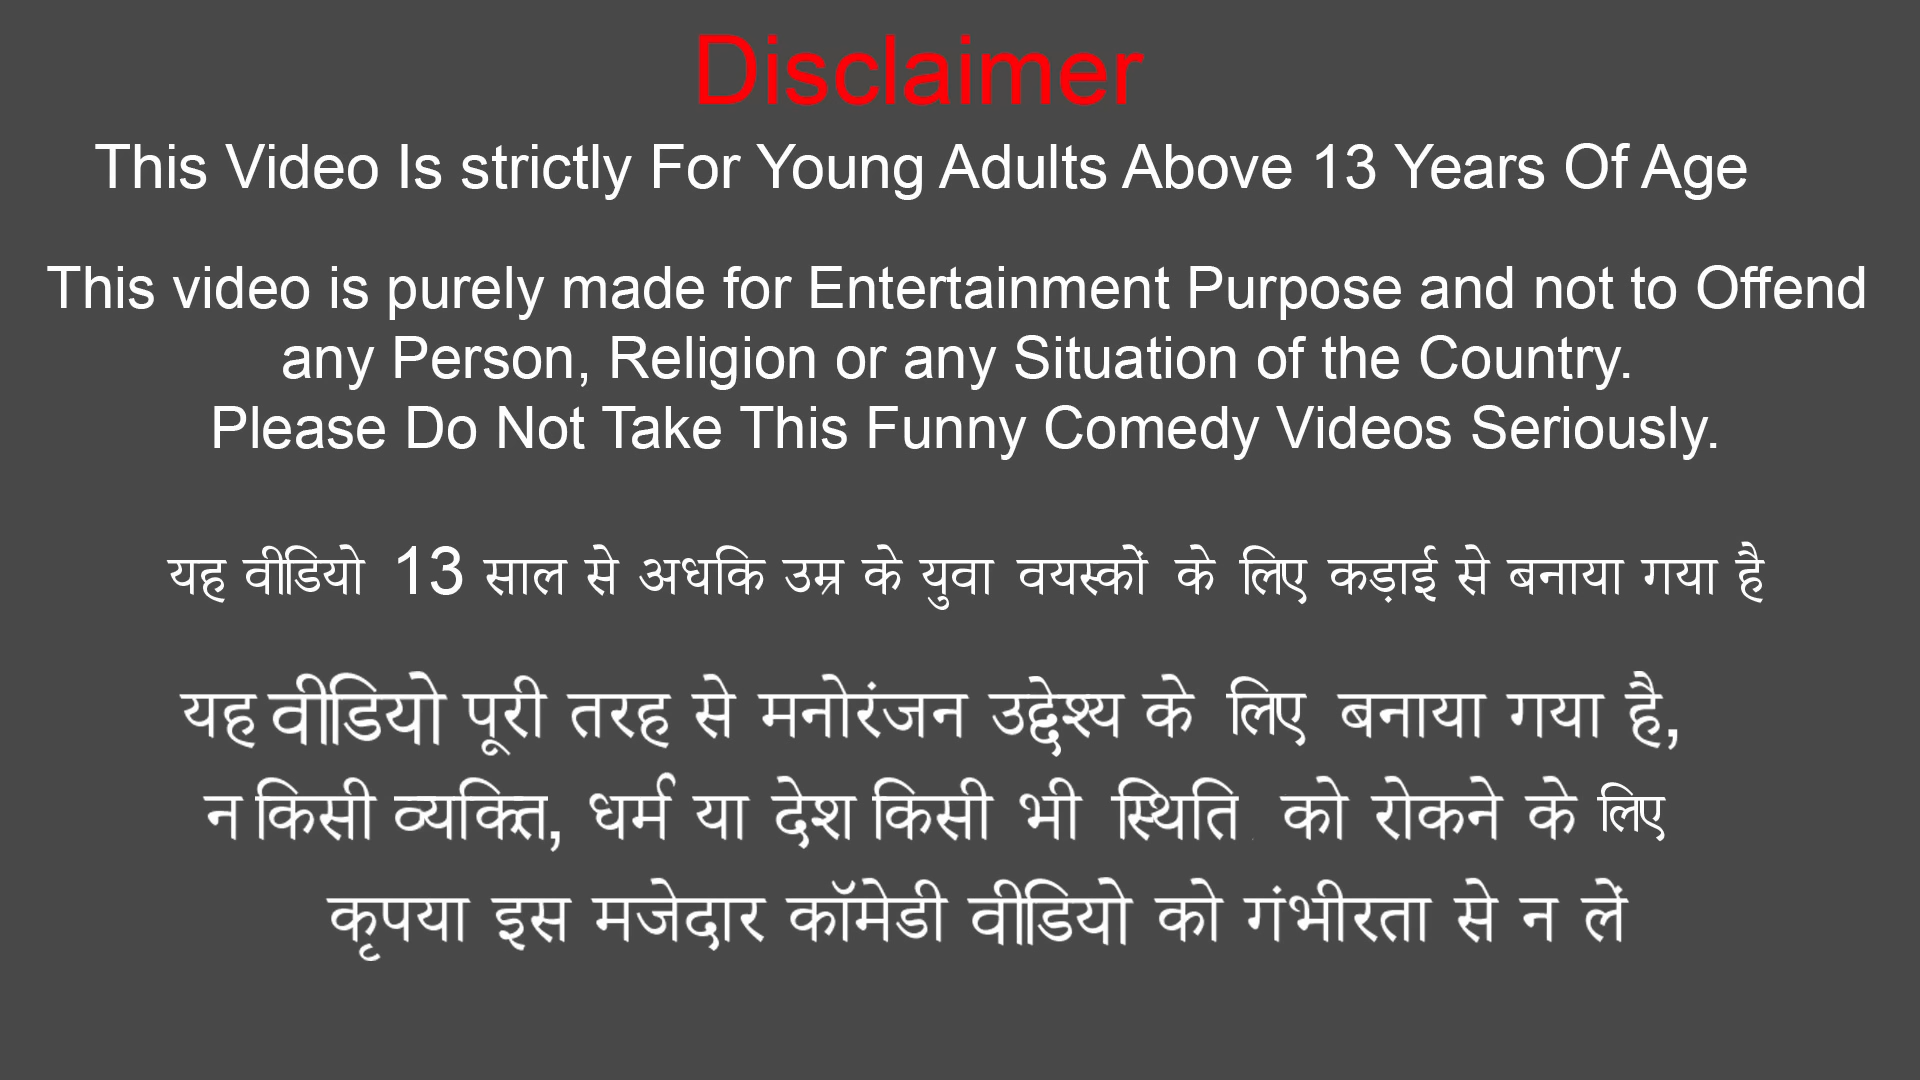 Disclaimer
This Video Is strictly For Young Adults Above 13 Years Of Age
This video is purely made for Entertainment Purpose and not to Offend
any Person, Religion or any Situation of the Country.
Please Do Not Take This Funny Comedy Videos Seriously.
यह वीडियो 13 साल से अधकि उम्र के युवा वयस्कों के लिए कड़ाई से बनाया गया है
यह वीडियो पूरी तरह से मनोरंजन उद्देश्य के लिए बनाया गया है,
न किसी व्यक्ति, धर्म या देश किसी भी स्थिति को रोकने के लिए
कृपया इस मजेदार कॉमेडी वीडियो को गंभीरता से न लें